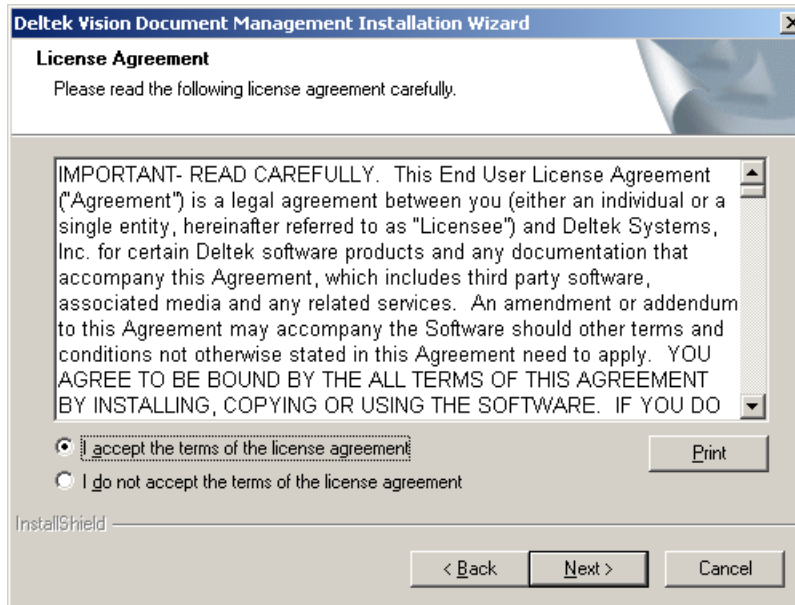 Deltek Vision Document Management Installation Wizard
License Agreement
Please read the following license agreement carefully.
IMPORTANT- READ CAREFULLY.  This End User License Agreement
("Agreement") is a legal agreement between you (either an individual or a
single entity, hereinafter referred to as "Licensee") and Deltek Systems,
Inc. for certain Deltek software products and any documentation that
accompany this Agreement, which includes third party software,
associated media and any related services.  An amendment or addendum
to this Agreement may accompany the Software should other terms and
conditions not otherwise stated in this Agreement need to apply.  YOU
AGREE TO BE BOUND BY THE ALL TERMS OF THIS AGREEMENT
BY INSTALLING, COPYING OR USING THE SOFTWARE.  IF YOU DO
I accept the terms of the license agreement
Print
I do not accept the terms of the license agreement
InstallShield
< Back
Next >
Cancel